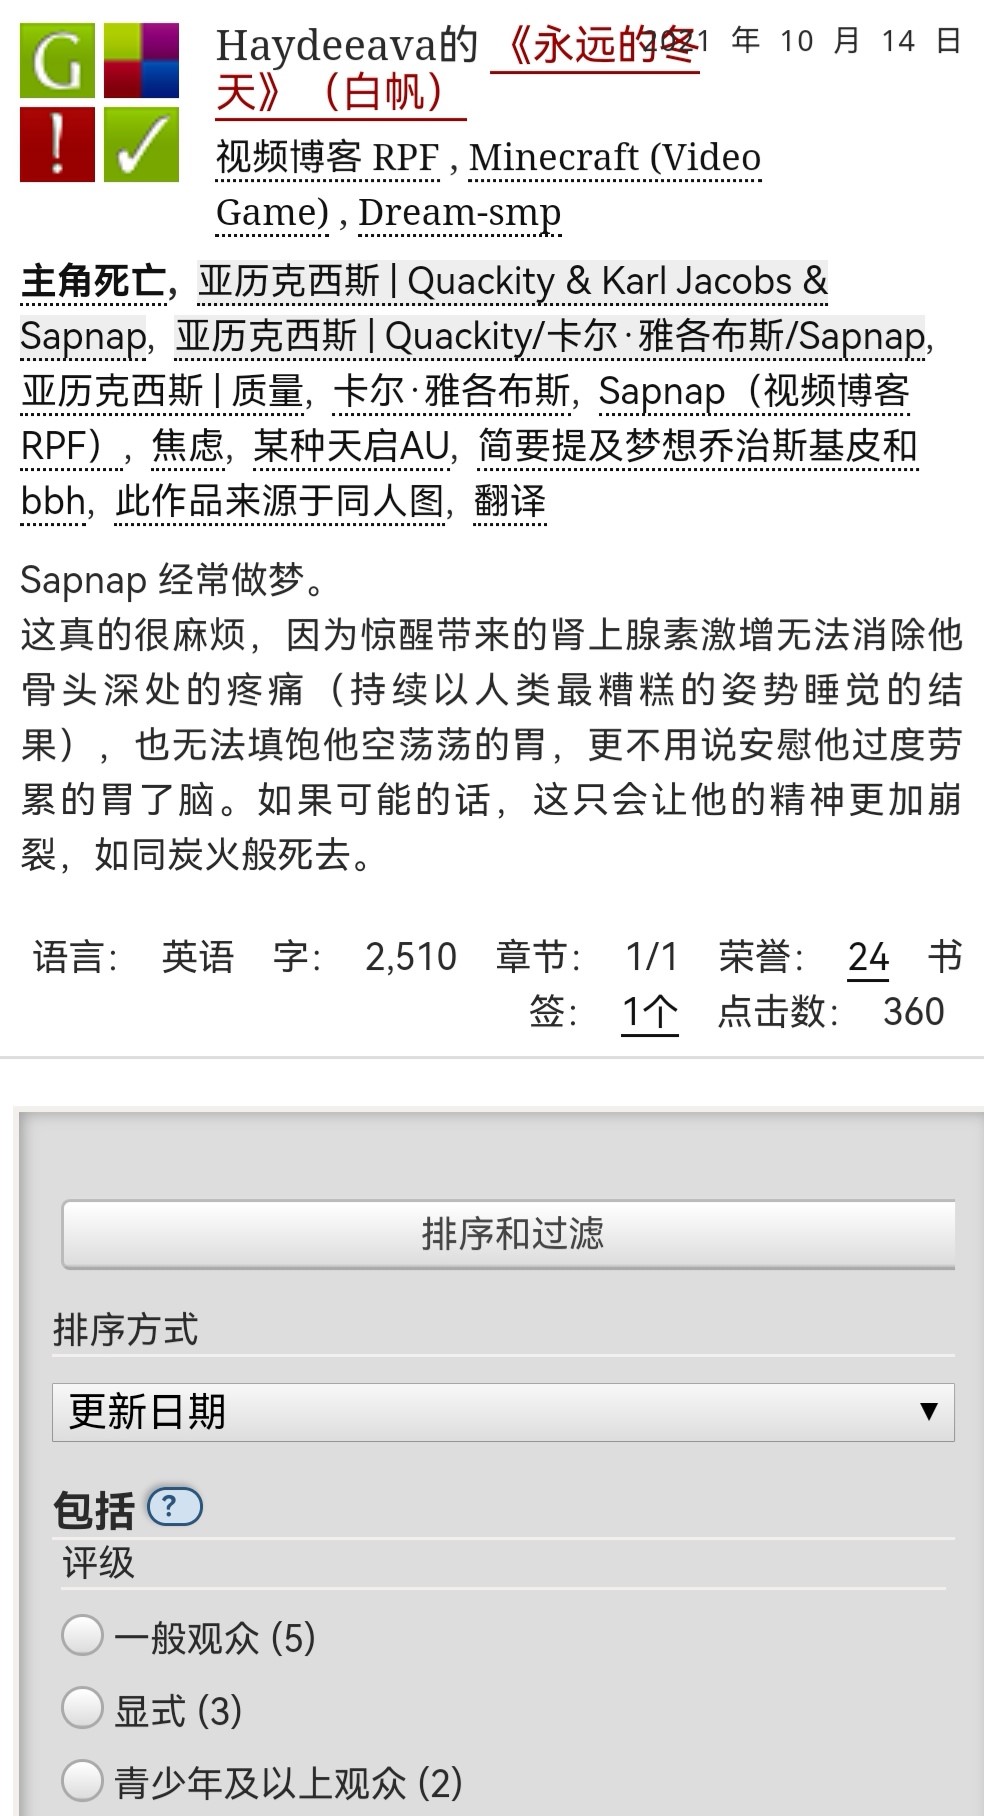 Haydeeava的 《永远的冬
2021 年 10 月 14 日
天》（白帆）
视频博客 RPF , Minecraft (Video
Game) , Dream-smp
主角死亡，亚历克西斯 | Quackity & Karl Jacobs &
Sapnap，亚历克西斯 | Quackity/卡尔·雅各布斯/Sapnap，
亚历克西斯 | 质量，卡尔·雅各布斯，Sapnap（视频博客
RPF），焦虑，某种天启AU，简要提及梦想乔治斯基皮和
bbh，此作品来源于同人图，翻译
Sapnap 经常做梦。
这真的很麻烦，因为惊醒带来的肾上腺素激增无法消除他
骨头深处的疼痛（持续以人类最糟糕的姿势睡觉的结
果），也无法填饱他空荡荡的胃，更不用说安慰他过度劳
累的胃了脑。如果可能的话，这只会让他的精神更加崩
裂，如同炭火般死去。
语言： 英语 字： 2,510 章节： 1/1 荣誉： 24 书
签： 1个 点击数： 360
排序和过滤
排序方式
更新日期
包括 ?
评级
一般观众 (5)
显式 (3)
青少年及以上观众 (2)